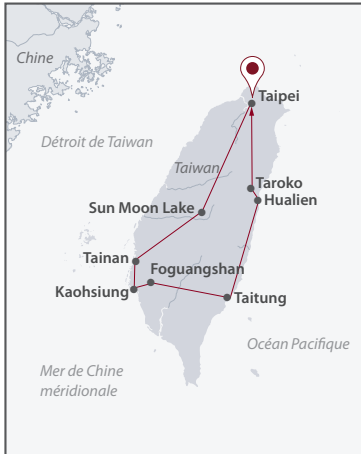 Chine
Taipei
Détroit de Taiwan
Taiwan
Taroko
Hualien
Sun Moon Lake
Tainan
Foguangshan
Kaohsiung
Taitung
Océan Pacifique
Mer de Chine
méridionale